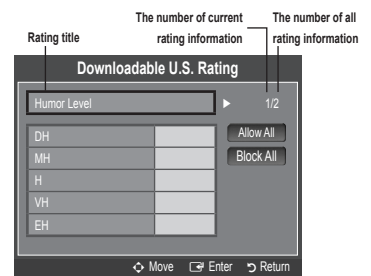 The number of current
The number of all
Rating title
rating information
rating information
Downloadable U.S. Rating
Humor Level
1/2
DH
Allow All
MH
Block All
H
VH
EH
Move Enter Return